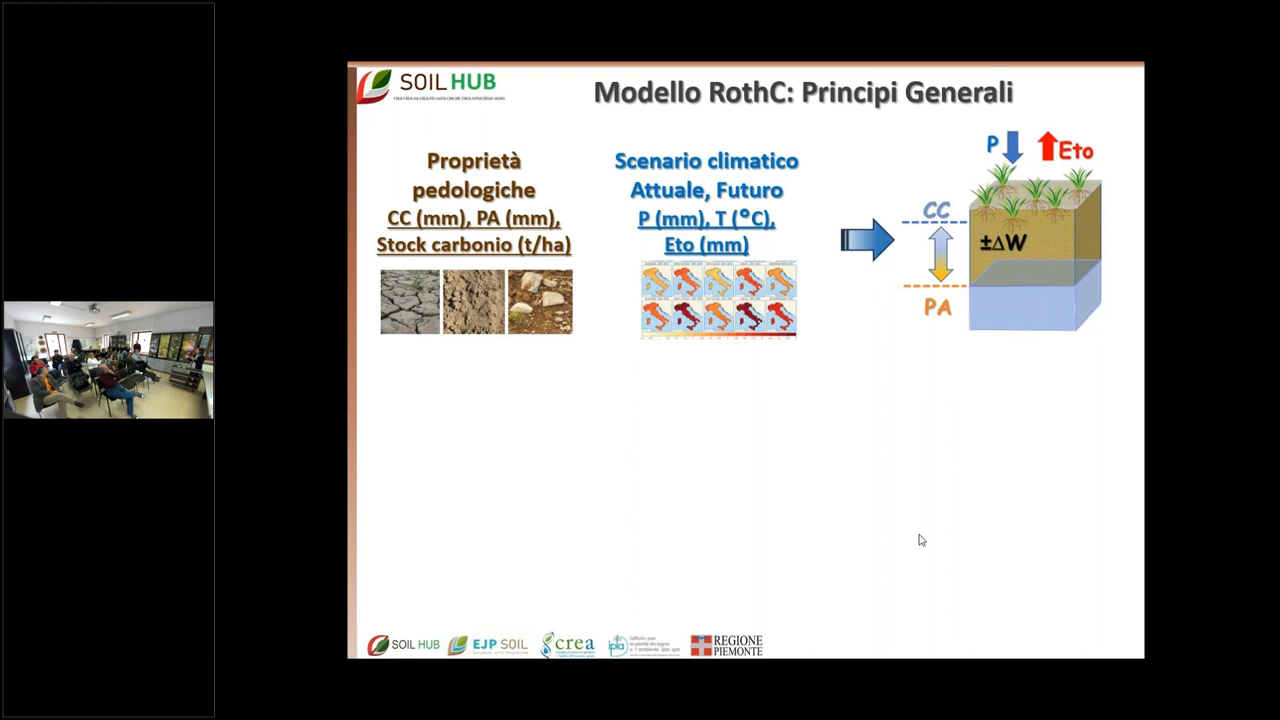 SOIL HUB
Modello RothC: Principi Generali
Proprietà
pedologiche
CC (mm), PA (mm),
Stock carbonio (t/ha)
Scenario climatico
Attuale, Futuro
P (mm), T (°C),
Eto (mm)
P
Eto
CC
±ΔW
PA
SOIL HUB
EJP SOIL
crea
ipla
REGIONE
PIEMONTE